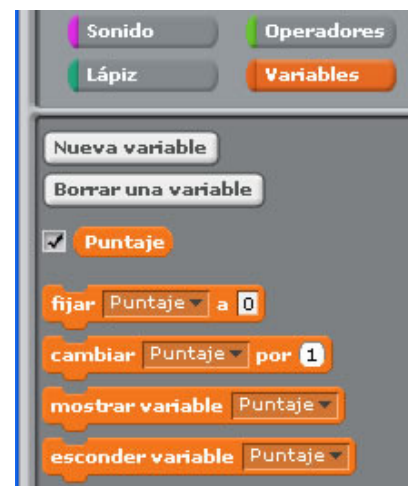 Sonido Operadores
Lápiz Variables
Nueva variable
Borrar una variable
Puntaje
fijar Puntaje a 0
cambiar Puntaje por 1
mostrar variable Puntaje
esconder variable Puntaje